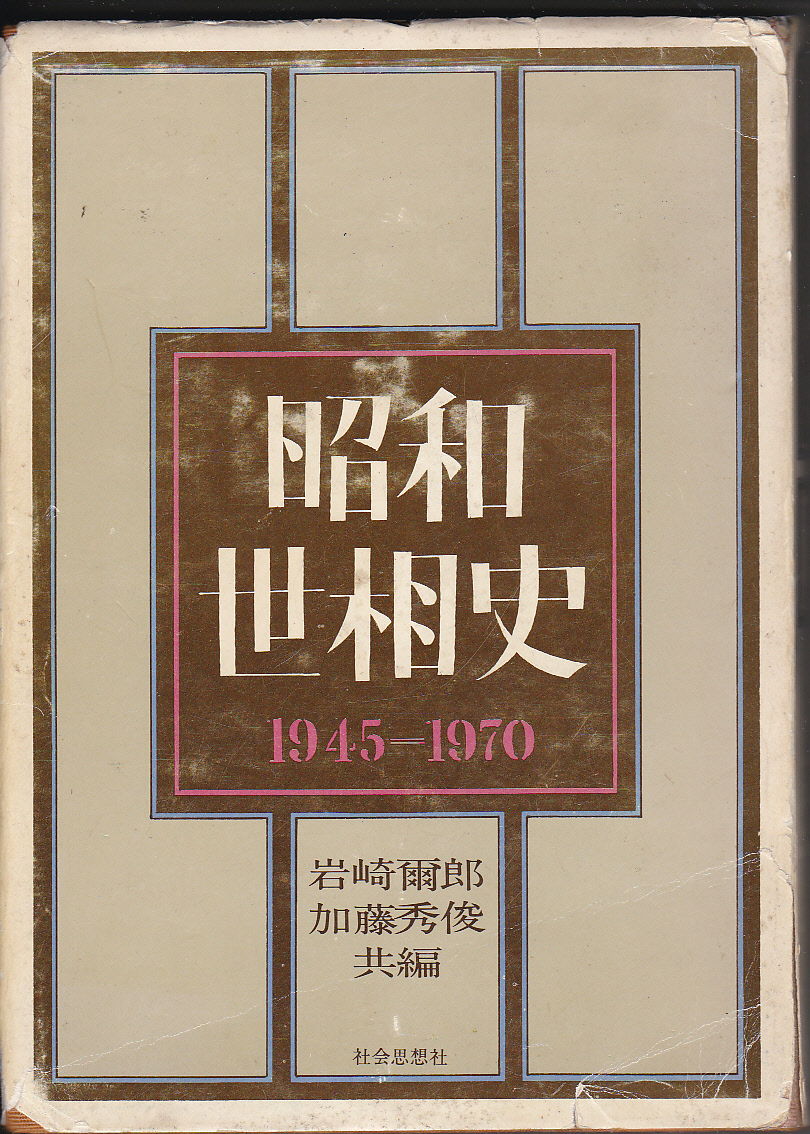 昭和
世相史
1945—1970
岩崎爾郎
加藤秀俊
共編
社会思想社